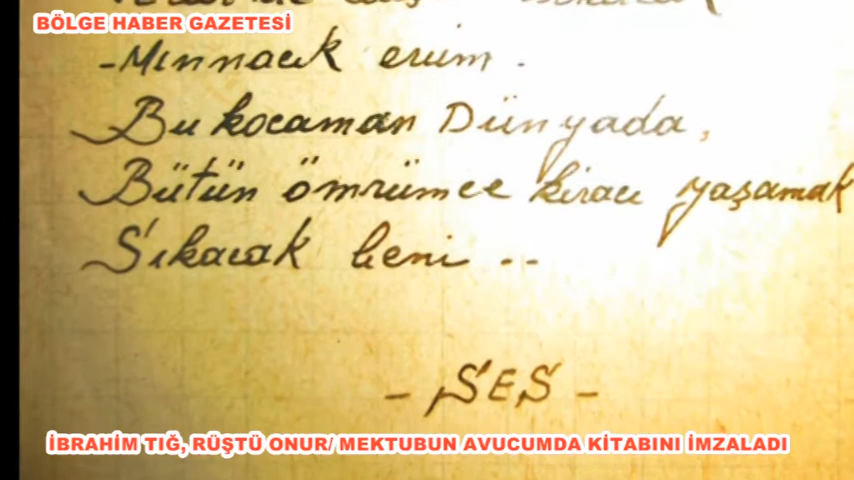 BÖLGE HABER GAZETESİ
-Mınnacık evim.
Bu kocaman Dünyada,
Bütün ömrümce kiracı yaşamak
Sıkacak beni ..
- SES -
İBRAHİM TIĞ, RÜŞTÜ ONUR/ MEKTUBUN AVUCUMDA KİTABINI İMZALADI